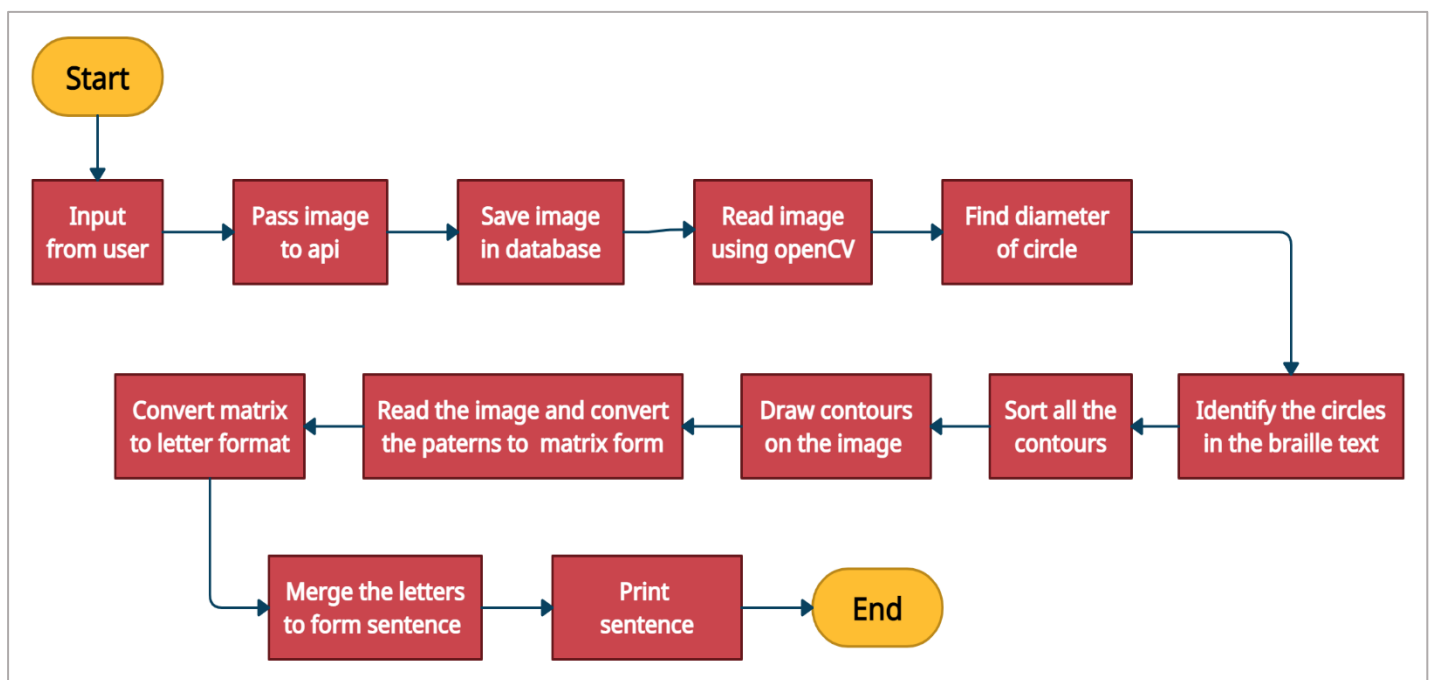 Start
Input
from user
Pass image
to api
Save image
in database
Read image
using openCV
Find diameter
of circle
Identify the circles
in the braille text
Sort all the
contours
Draw contours
on the image
Read the image and convert
the paterns to  matrix form
Convert matrix
to letter format
Merge the letters
to form sentence
Print
sentence
End